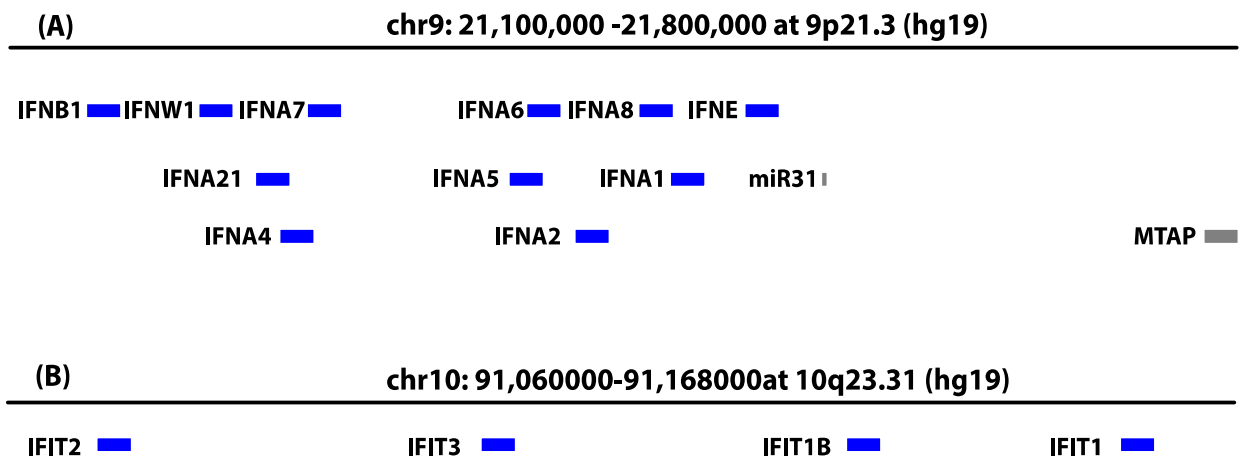 (A) chr9: 21,100,000 -21,800,000 at 9p21.3 (hg19)
IFNB1 IFNW1 IFNA7 IFNA6 IFNA8 IFNE
IFNA21 IFNA5 IFNA1 miR31
IFNA4 IFNA2 MTAP
(B) chr10: 91,060000-91,168000at 10q23.31 (hg19)
IFIT2 IFIT3 IFIT1B IFIT1